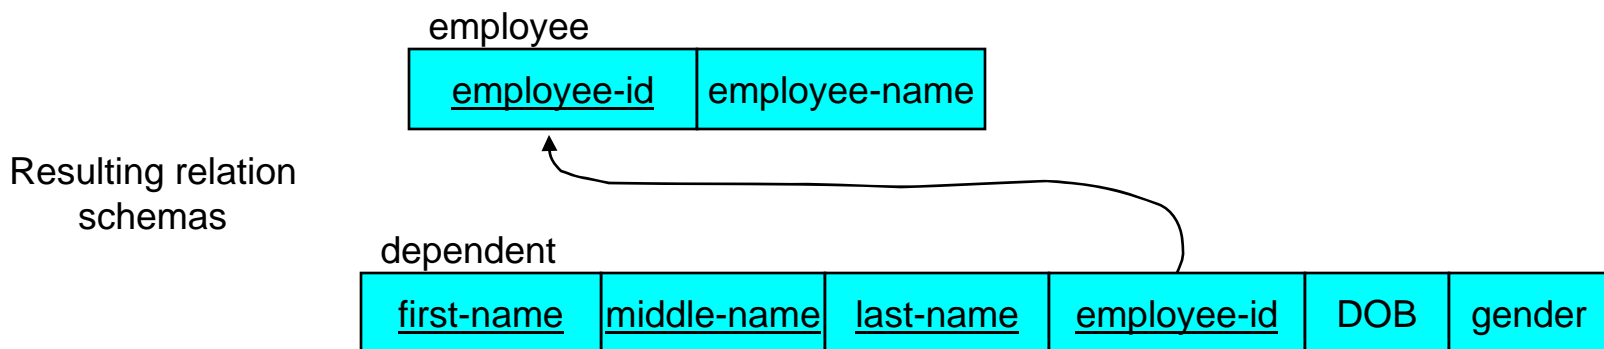 employee
employee-id employee-name
Resulting relation
schemas
dependent
first-name middle-name last-name employee-id DOB gender